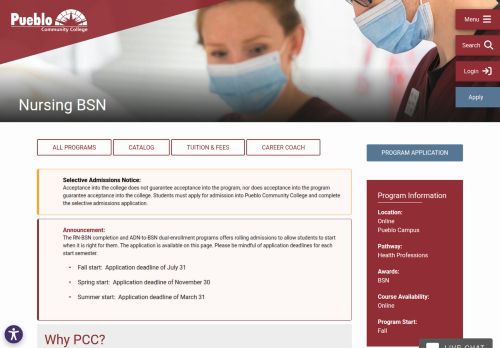 Pueblo
Community College
Menu
Search
Login
Apply
Nursing BSN
ALL PROGRAMS
CATALOG
TUITION & FEES
CAREER COACH
PROGRAM APPLICATION
Selective Admissions Notice:
Acceptance into the college does not guarantee acceptance into the program, nor does acceptance into the program
guarantee acceptance into the college. Students must apply for admission into Pueblo Community College and complete
the selective admissions application.
Announcement:
The RN-BSN completion and ADN-to-BSN dual-enrollment programs offers rolling admissions to allow students to start
when it is right for them. The application is available on this page. Please be mindful of application deadlines for each
start semester.
• Fall start: Application deadline of July 31
• Spring start: Application deadline of November 30
• Summer start: Application deadline of March 31
Why PCC?
Program Information
Location:
Online
Pueblo Campus
Pathway:
Health Professions
Awards:
BSN
Course Availability:
Online
Program Start:
Fall
LIVE CHAT